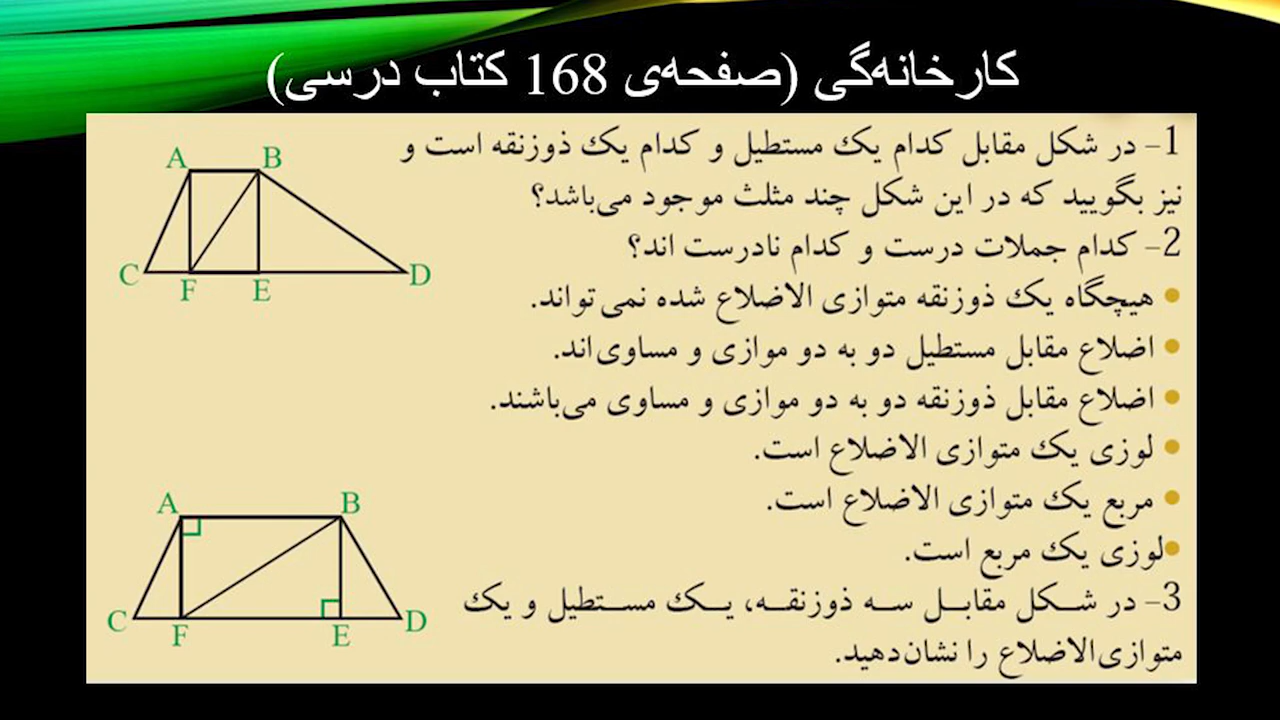 کارخانه‌گی (صفحه‌ی 168 کتاب درسی)
1- در شکل مقابل کدام یک مستطیل و کدام یک ذوزنقه است و
نیز بگویید که در این شکل چند مثلث موجود می‌باشد؟
A B
C F E D
2- کدام جملات درست و کدام نادرست اند؟
• هیچگاه یک ذوزنقه متوازی الاضلاع شده نمی‌تواند.
• اضلاع مقابل مستطیل دو به دو موازی و مساوی‌اند.
• اضلاع مقابل ذوزنقه دو به دو موازی و مساوی می‌باشند.
• لوزی یک متوازی الاضلاع است.
• مربع یک متوازی الاضلاع است.
• لوزی یک مربع است.
3- در شکل مقابل سه ذوزنقه، یک مستطیل و یک
متوازی‌الاضلاع را نشان‌دهید.
A B
C F E D